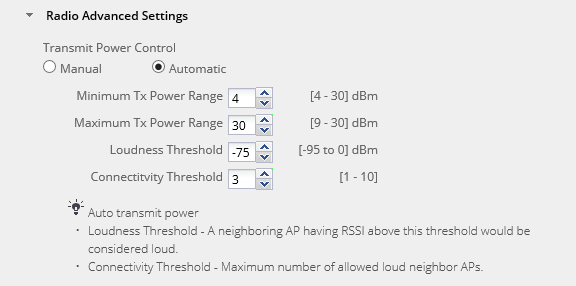 Radio Advanced Settings
Transmit Power Control
Manual Automatic
Minimum Tx Power Range 4 [4 - 30] dBm
Maximum Tx Power Range 30 [9 - 30] dBm
Loudness Threshold -75 [-95 to 0] dBm
Connectitvity Threshold 3 [1 - 10]
Auto transmit power
• Loudness Threshold - A neighboring AP having RSSI above this threshold would be
considered loud.
• Connectivity Threshold - Maximum number of allowed loud neighbor APs.